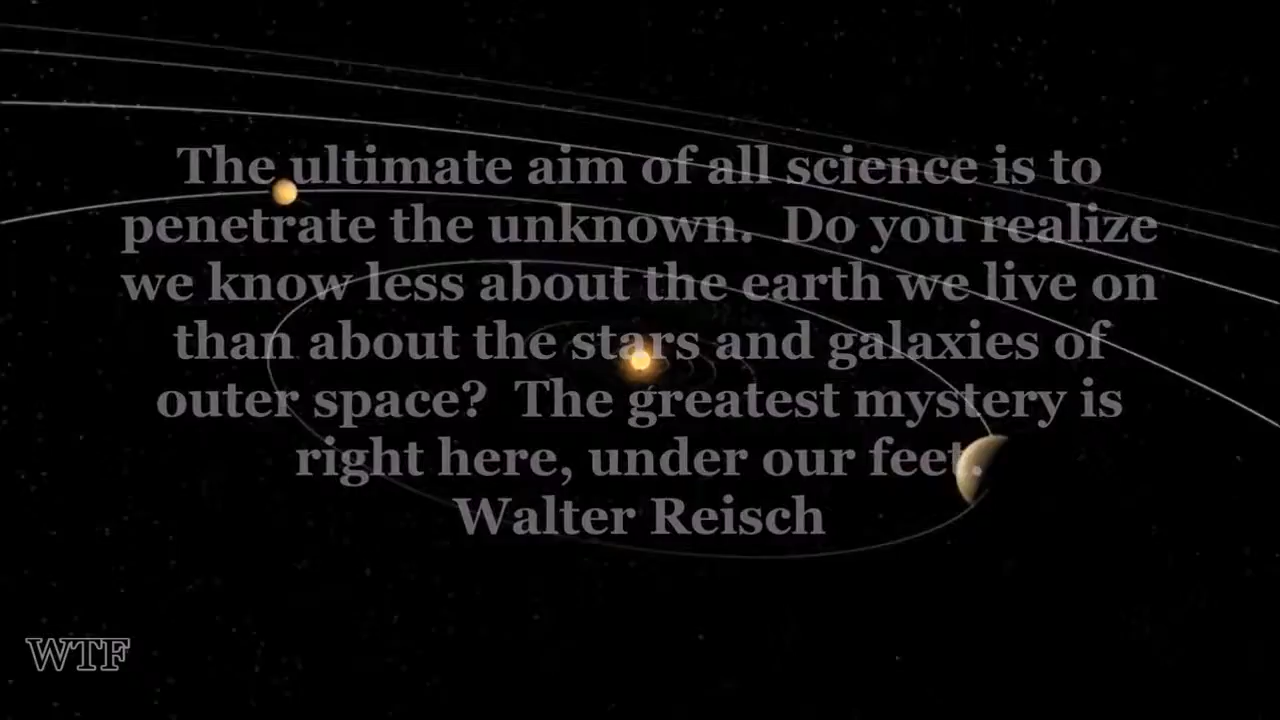 The ultimate aim of all science is to
penetrate the unknown.  Do you realize
we know less about the earth we live on
than about the stars and galaxies of
outer space?  The greatest mystery is
right here, under our feet.
Walter Reisch
WTF